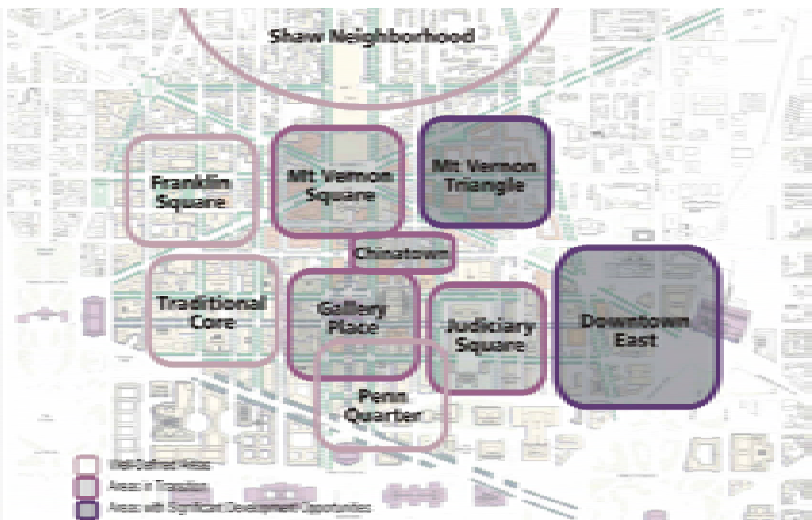 Shaw Neighborhood
Mt Vernon
Triangle
Franklin
Square
Mt Vernon
Square
Chinatown
Traditional
Core
Gallery
Place
Judiciary
Square
Downtown
East
Penn
Quarter
Well Defined Areas
Areas in Transition
Areas with Significant Development Opportunities